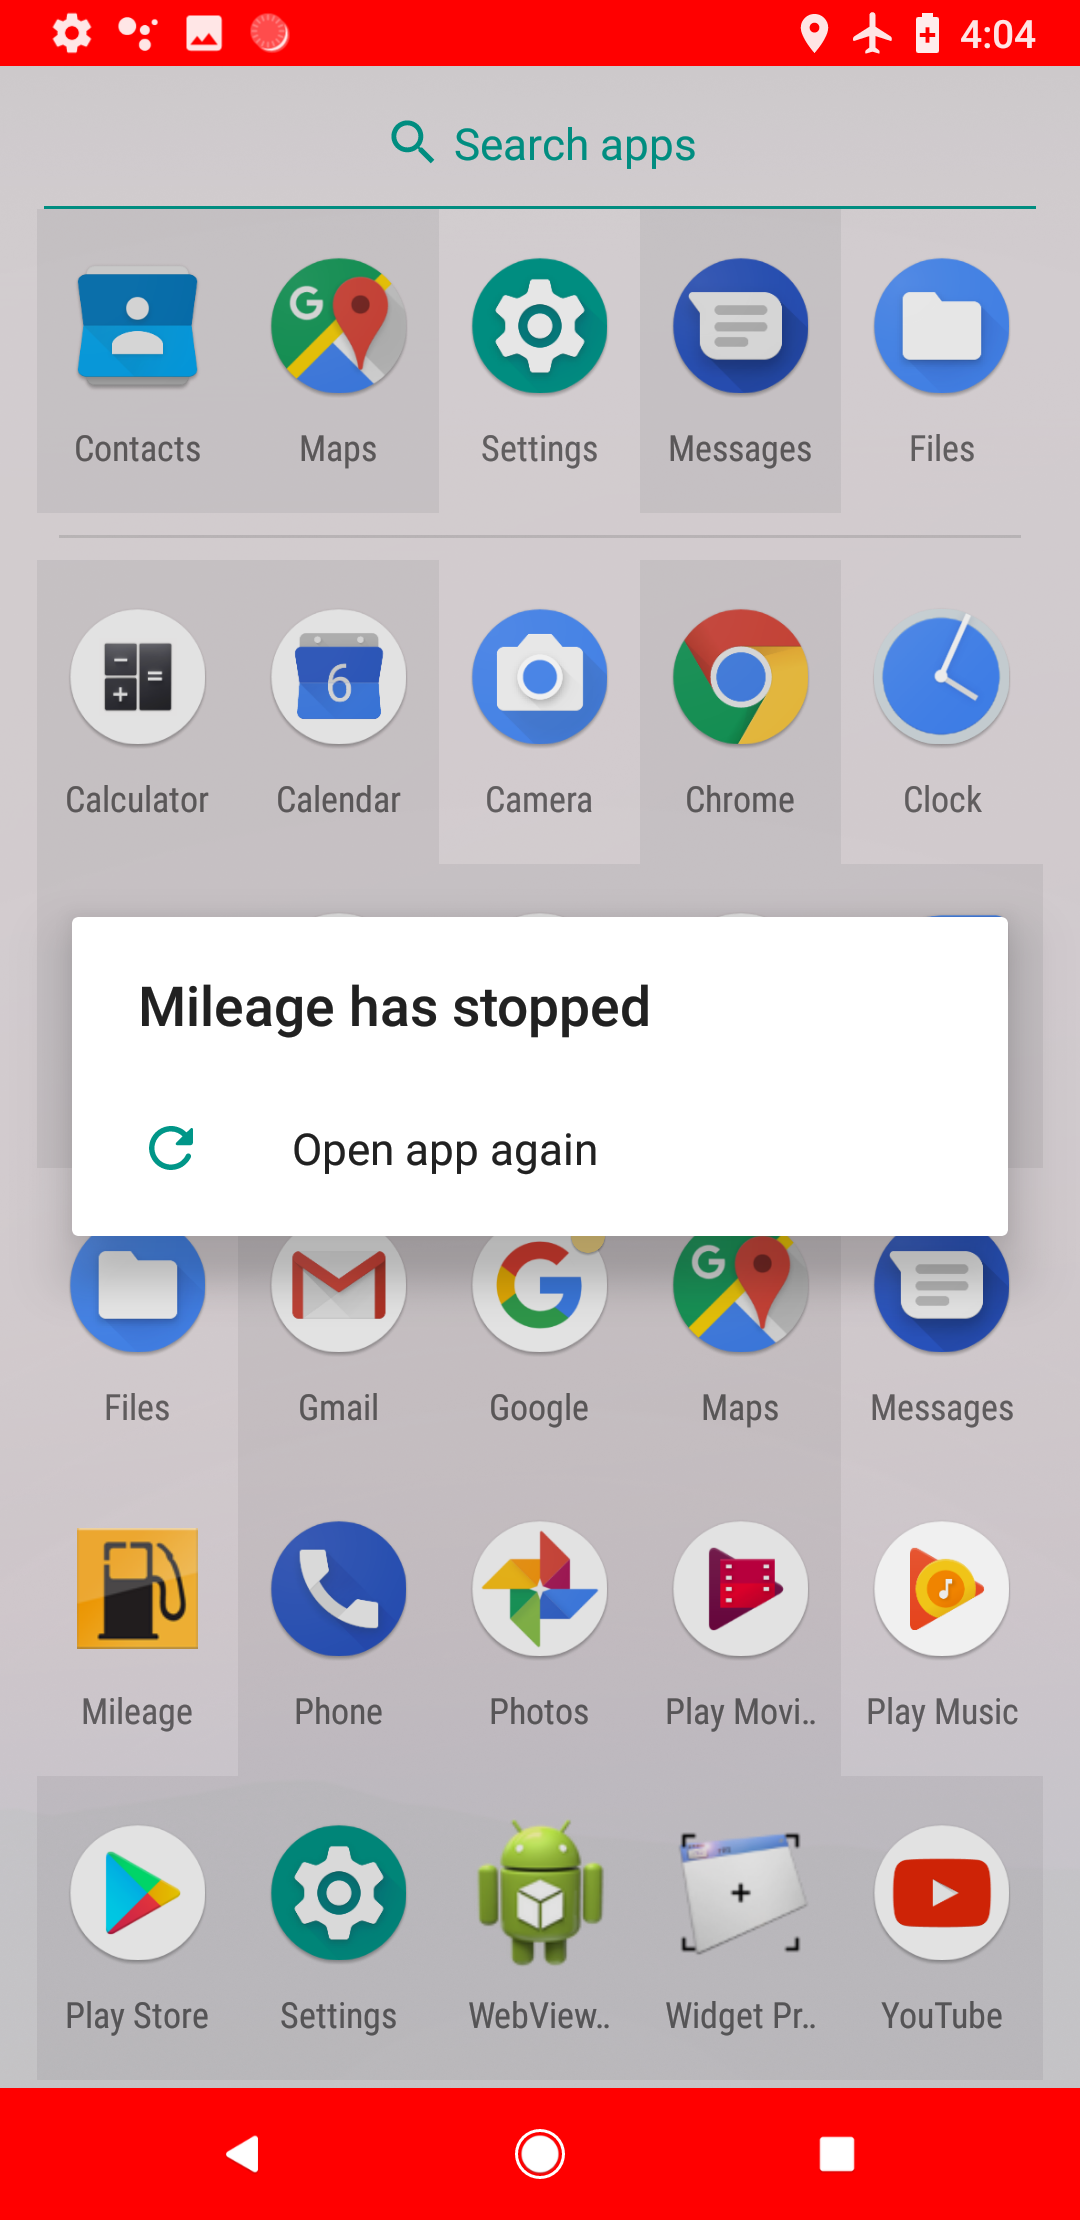 4:04
Search apps
Contacts Maps Settings Messages Files
6
Calculator Calendar Camera Chrome Clock
Mileage has stopped
Open app again
Files Gmail Google Maps Messages
Mileage Phone Photos Play Movi.. Play Music
Play Store Settings WebView.. Widget Pr.. YouTube